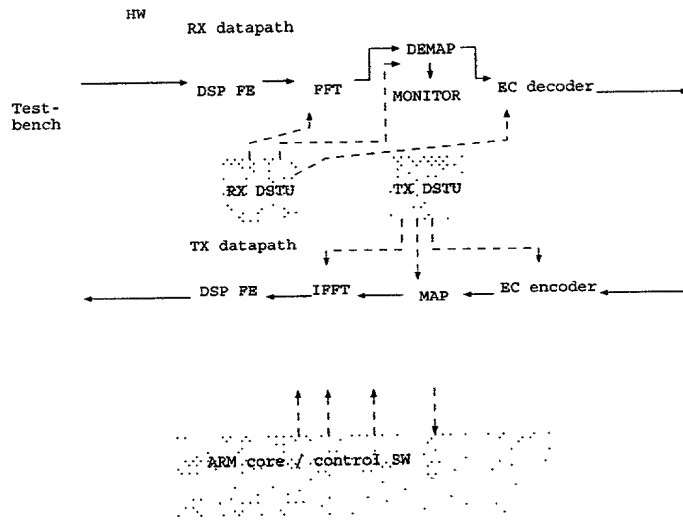 HW
RX datapath
DEMAP
DSP FE
FFT
MONITOR
EC decoder
Test-
bench
RX DSTU
TX DSTU
TX datapath
DSP FE
IFFT
MAP
EC encoder
ARM core / control SW